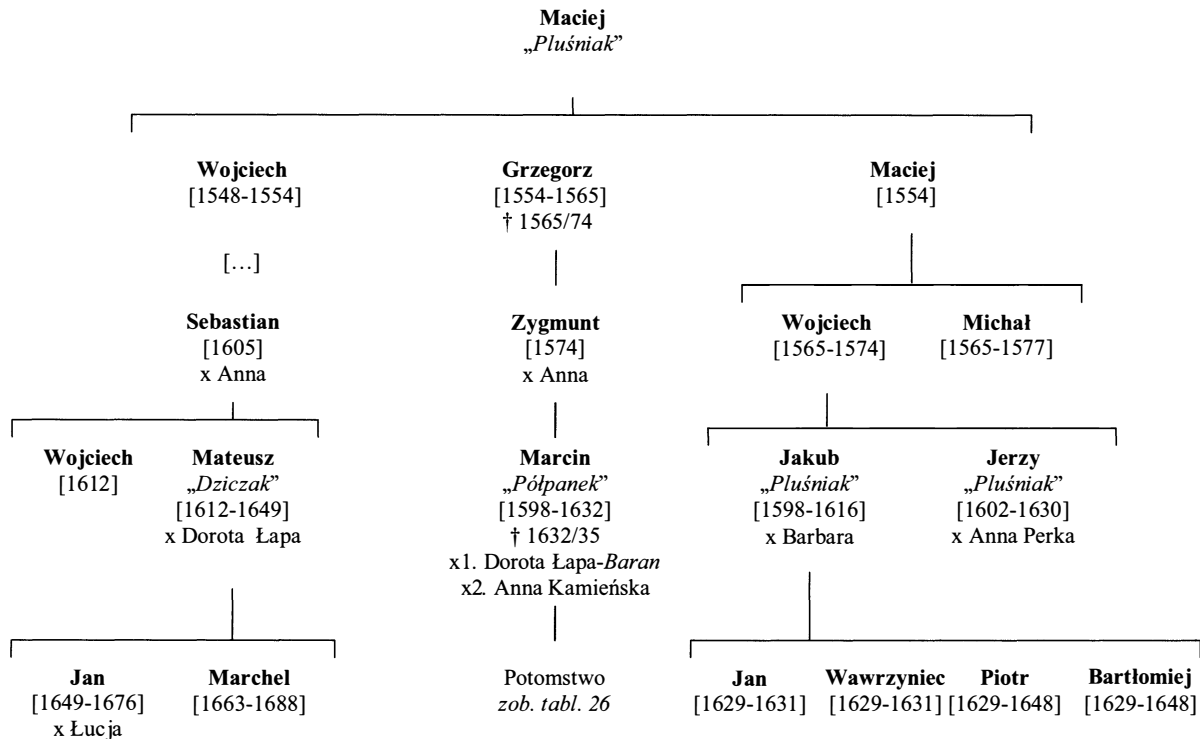 Maciej
„Pluśniak”
Wojciech
[1548-1554]
Grzegorz
[1554-1565]
† 1565/74
Maciej
[1554]
[…]
Sebastian
[1605]
x Anna
Zygmunt
[1574]
x Anna
Wojciech
[1565-1574]
Michał
[1565-1577]
Wojciech
[1612]
Mateusz
„Dziczak”
[1612-1649]
x Dorota Łapa
Marcin
„Półpanek”
[1598-1632]
† 1632/35
x1. Dorota Łapa-Baran
x2. Anna Kamieńska
Jakub
„Pluśniak”
[1598-1616]
x Barbara
Jerzy
„Pluśniak”
[1602-1630]
x Anna Perka
Jan
[1649-1676]
x Łucja
Marchel
[1663-1688]
Potomstwo
zob. tabl. 26
Jan
[1629-1631]
Wawrzyniec
[1629-1631]
Piotr
[1629-1648]
Bartłomiej
[1629-1648]